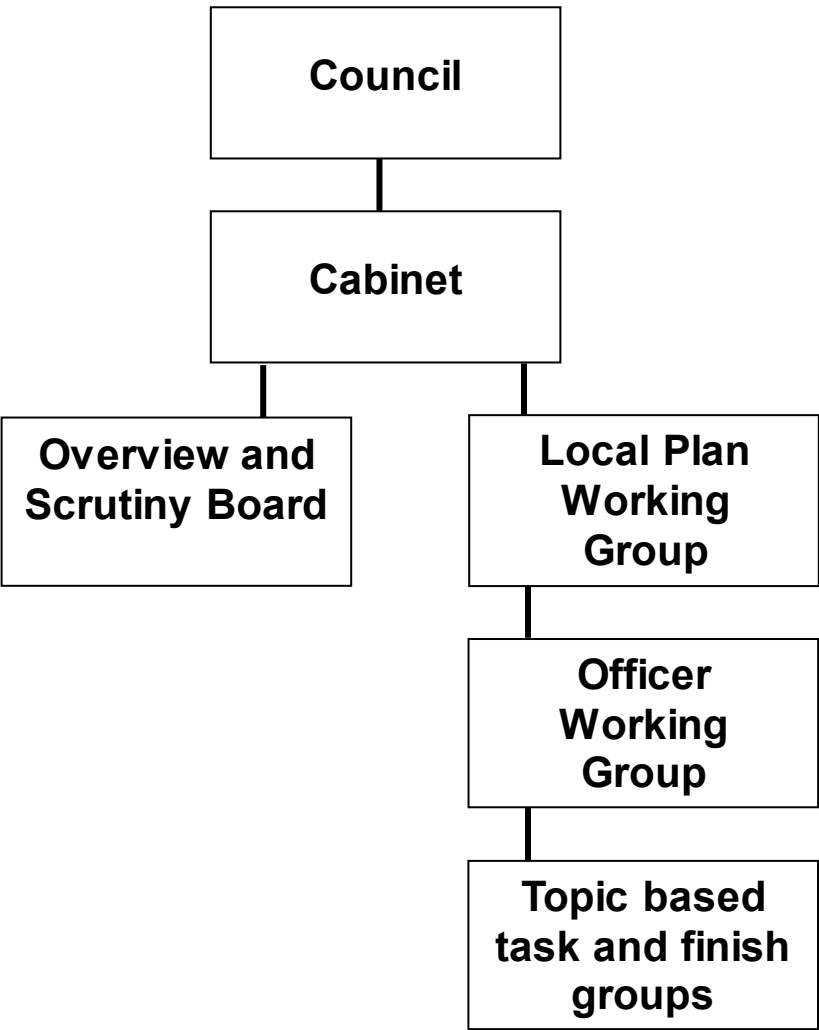 Council
Cabinet
Overview and
Scrutiny Board
Local Plan
Working
Group
Officer
Working
Group
Topic based
task and finish
groups